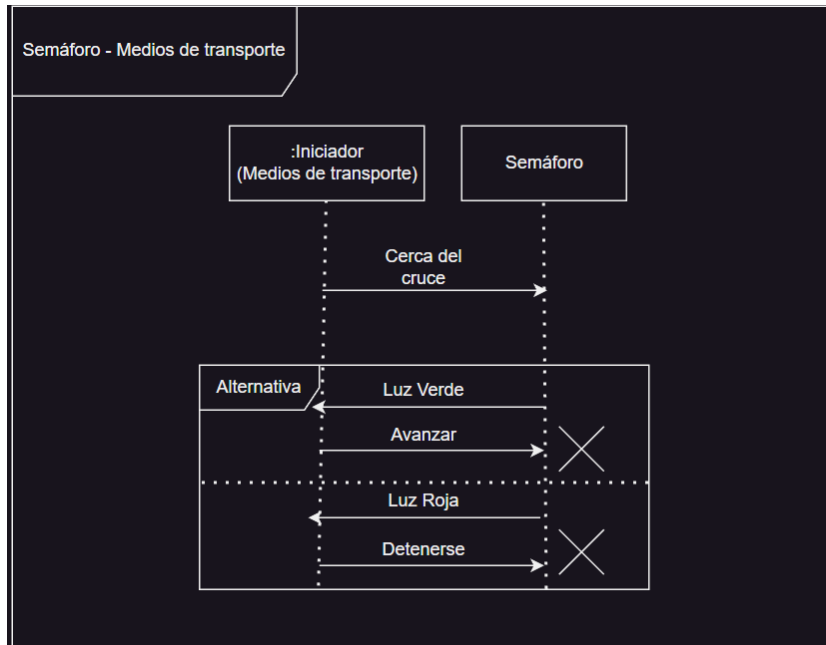 Semáforo - Medios de transporte
:Iniciador
(Medios de transporte)
Semáforo
Cerca del
cruce
Alternativa
Luz Verde
Avanzar
Luz Roja
Detenerse